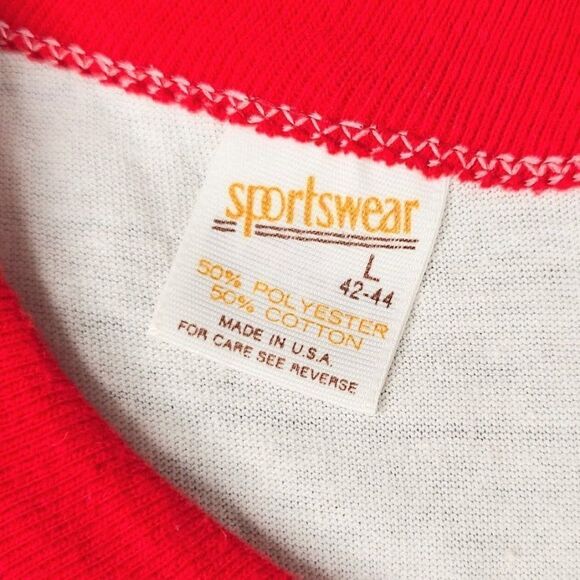 sportswear
L
42-44
50% POLYESTER
50% COTTON
MADE IN U.S.A.
FOR CARE SEE REVERSE